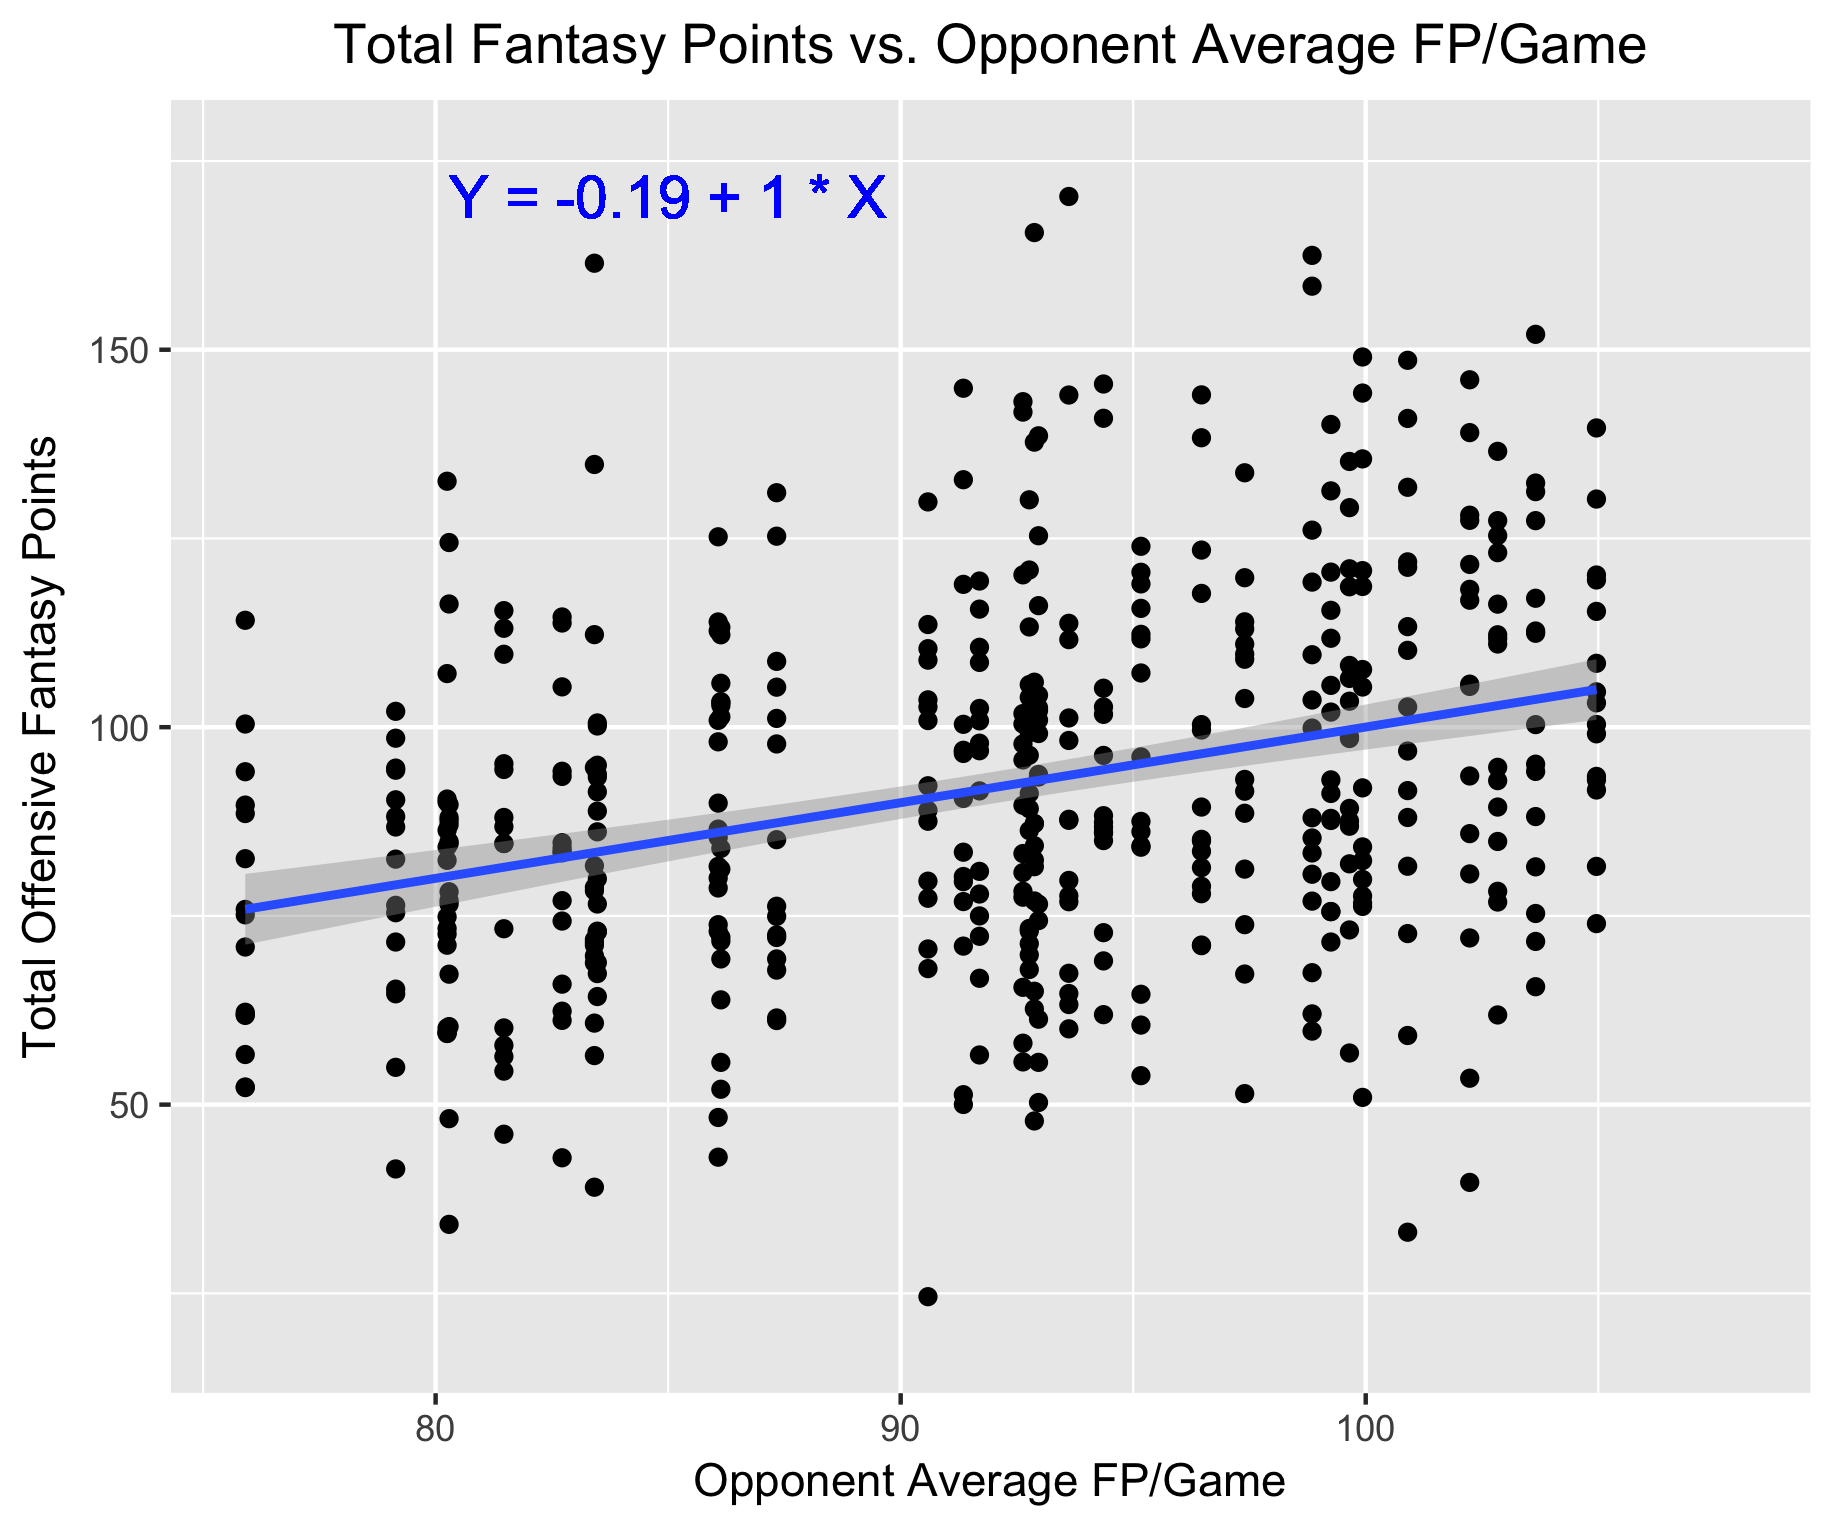 Total Fantasy Points vs. Opponent Average FP/Game
Y = -0.19 + 1 * X
Total Offensive Fantasy Points
150
100
50
80
90
100
Opponent Average FP/Game